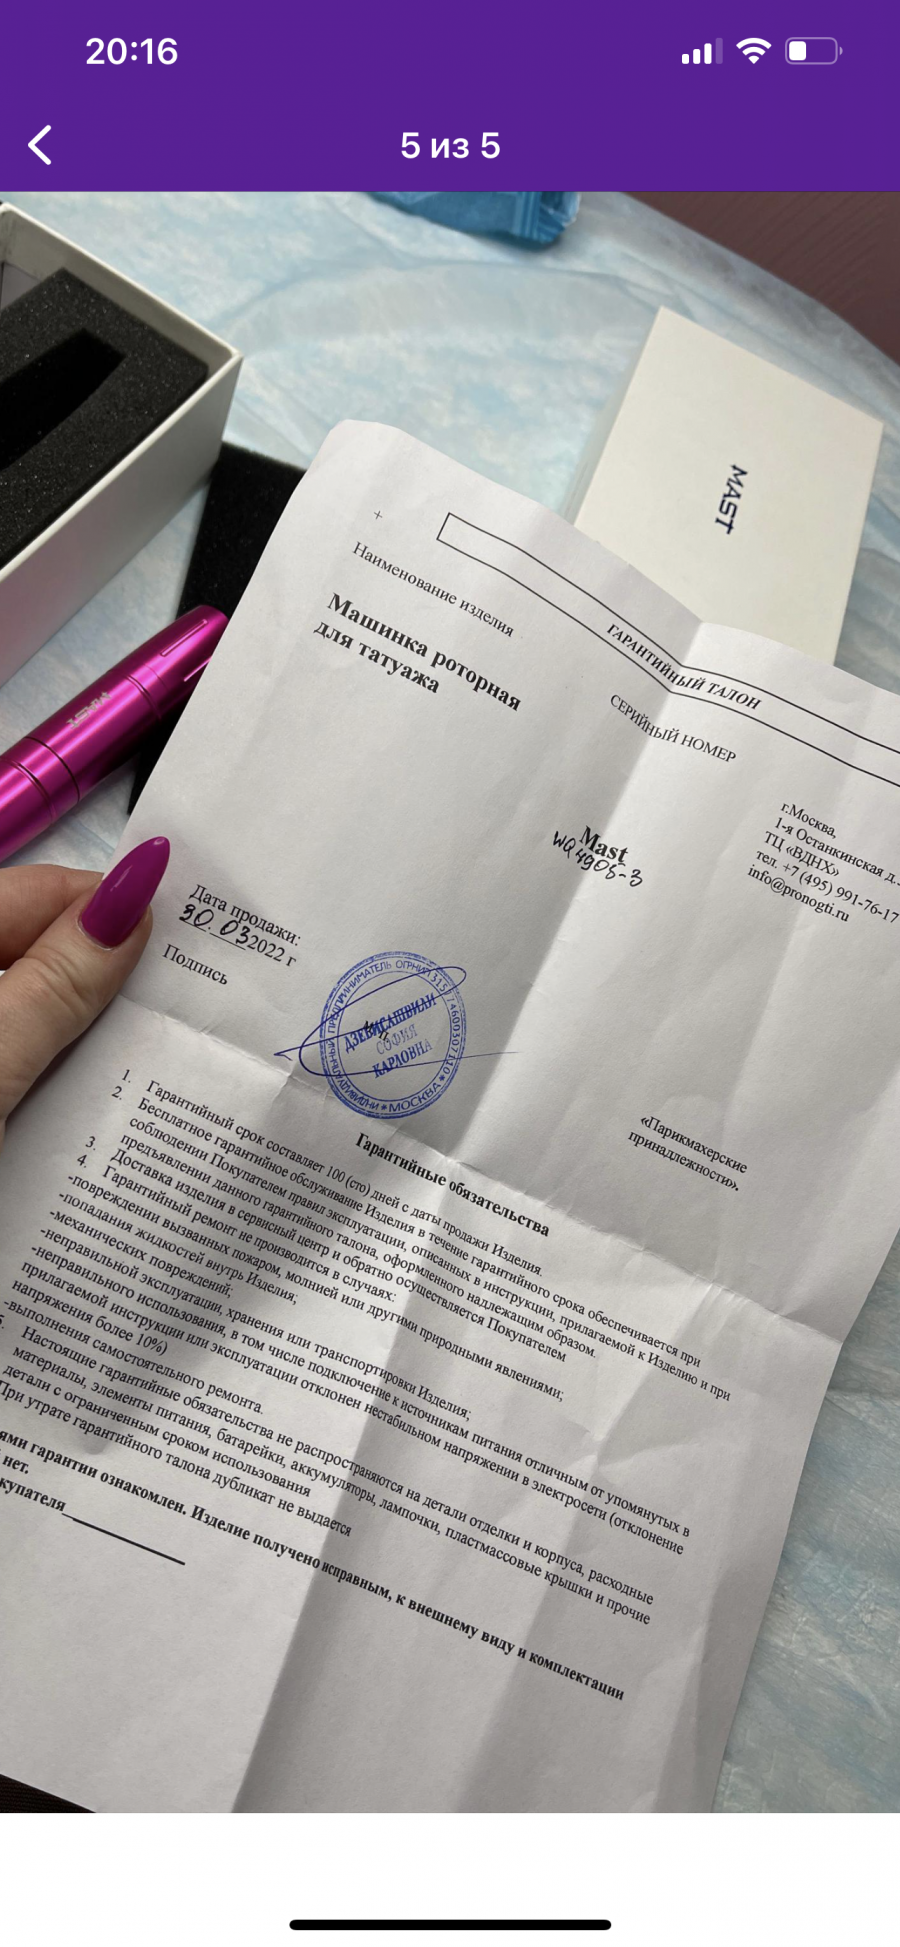 20:16
5 из 5
MAST
+
ГАРАНТИЙНЫЙ ТАЛОН
Наименование изделия
СЕРИЙНЫЙ НОМЕР
Машинка роторная
для татуажа
Mast
WQ4905-3
г.Москва,
1-я Останкинская д.
ТЦ «ВДНХ»
тел. +7 (495) 991-76-17
info@pronogti.ru
Дата продажи:
30.03 2022 г
Подпись
ПРЕДПРИНИМАТЕЛЬ ОГРНИП 315774600307110 * МОСКВА * ИНДИВИДУАЛЬНЫЙ
ДЗЕВИСАШВИЛИ
СОФИЯ
КАРЛОВНА
«Парикмахерские
принадлежности».
Гарантийные обязательства
1. Гарантийный срок составляет 100 (сто) дней с даты продажи Изделия.
2. Бесплатное гарантийное обслуживание Изделия в течение гарантийного срока обеспечивается при
соблюдении Покупателем правил эксплуатации, описанных в инструкции, прилагаемой к Изделию и при
предъявлении данного гарантийного талона, оформленного надлежащим образом.
3. Доставка изделия в сервисный центр и обратно осуществляется Покупателем
4. Гарантийный ремонт не производится в случаях:
-повреждении вызванных пожаром, молнией или другими природными явлениями;
-попадания жидкостей внутрь Изделия;
-механических повреждений;
-неправильной эксплуатации, хранения или транспортировки Изделия;
-неправильного использования, в том числе подключение к источникам питания отличным от упомянутых в
прилагаемой инструкции или эксплуатации отклонен нестабильном напряжении в электросети (отклонение
напряжения более 10%)
-выполнения самостоятельного ремонта.
Настоящие гарантийные обязательства не распространяются на детали отделки и корпуса, расходные
материалы, элементы питания, батарейки, аккумуляторы, лампочки, пластмассовые крышки и прочие
детали с ограниченным сроком использования
При утрате гарантийного талона дубликат не выдается
ями гарантии ознакомлен. Изделие получено исправным, к внешнему виду и комплектации
нет.
купателя